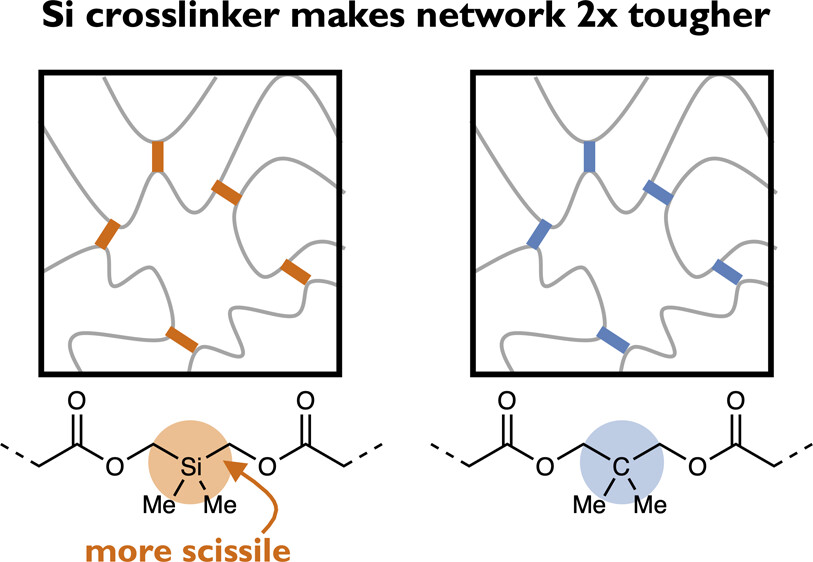 Si crosslinker makes network 2x tougher
O O O O
O Si O O C O
Me Me Me Me
more scissile